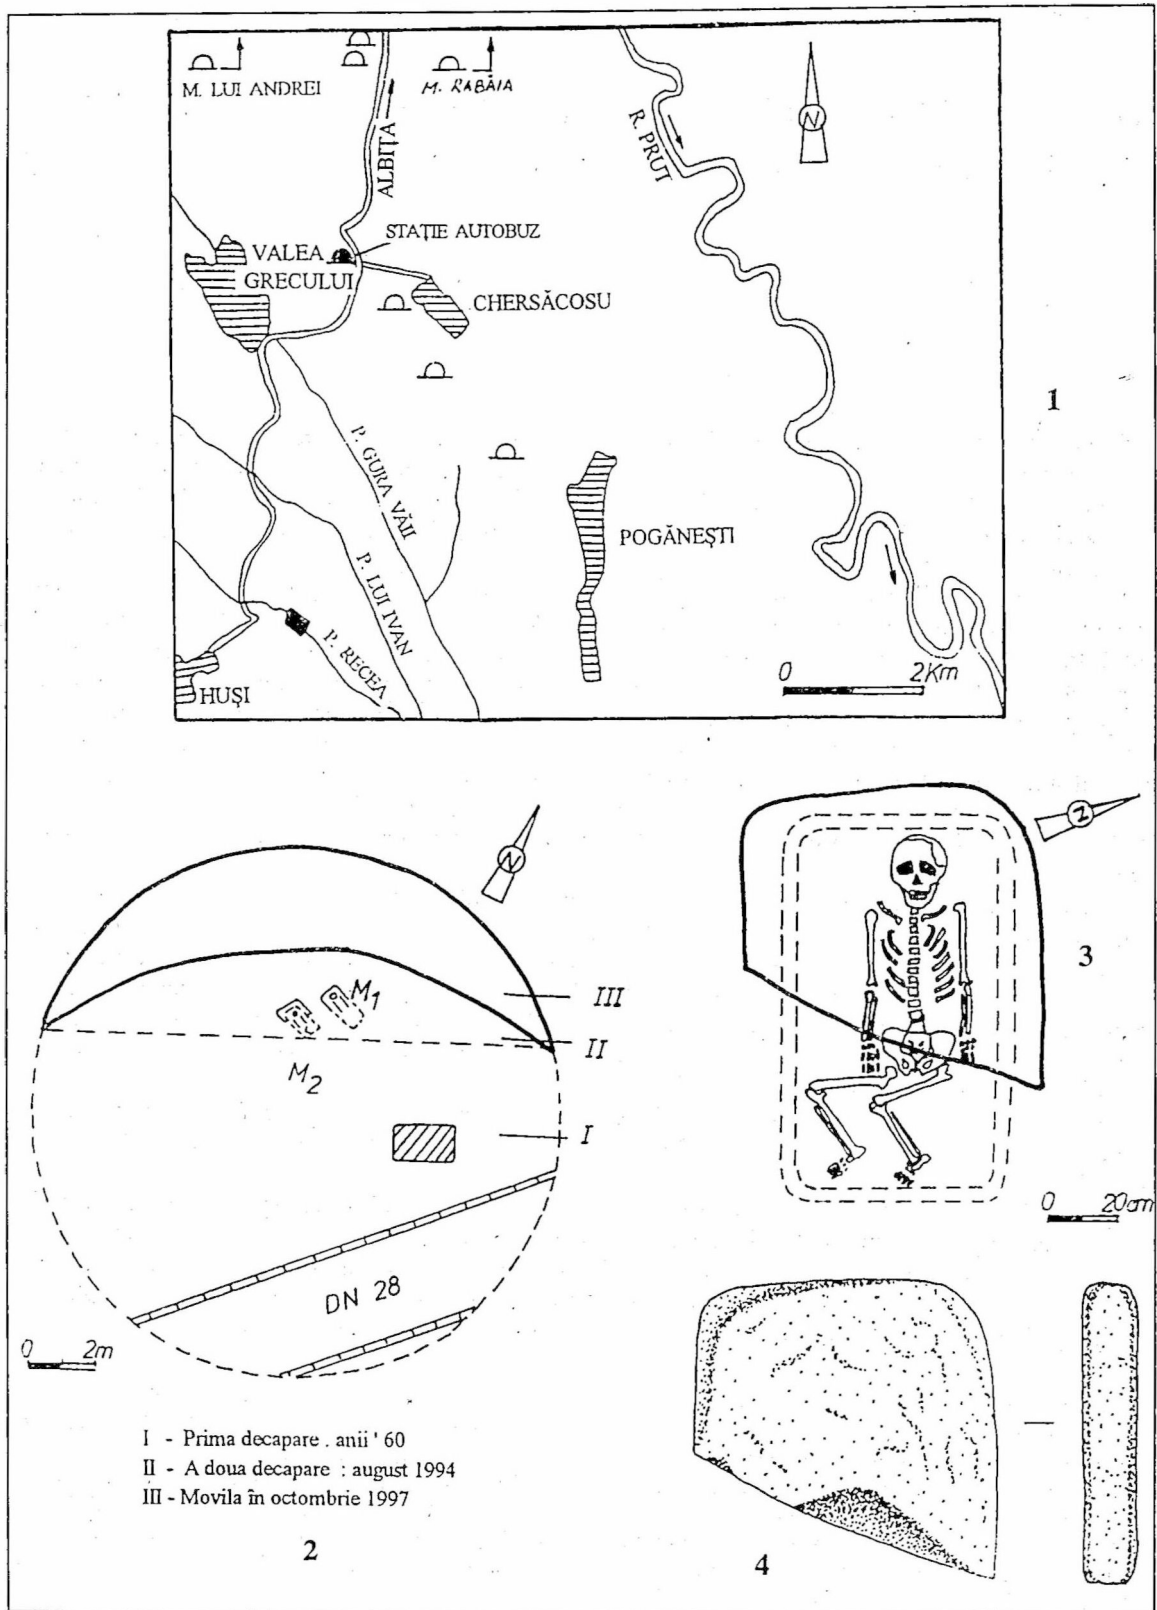 M. LUI ANDREI
M. RABÂIA
ALBIȚA
R. PRUT
N
STAȚIE AUTOBUZ
VALEA
GRECULUI
CHERSĂCOSU
1
P. GURA VĂII
POGĂNEȘTI
P. LUI IVAN
P. RECEA
HUȘI
0 2Km
N
M1
III
II
M2
I
DN 28
0 2m
I - Prima decapare . anii ' 60
II - A doua decapare : august 1994
III - Movila în octombrie 1997
2
N
3
0 20cm
4